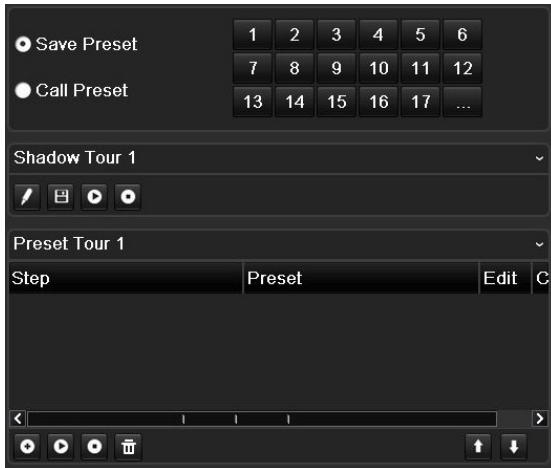 Save Preset
Call Preset
1 2 3 4 5 6
7 8 9 10 11 12
13 14 15 16 17 ...
Shadow Tour 1
Preset Tour 1
Step Preset Edit C